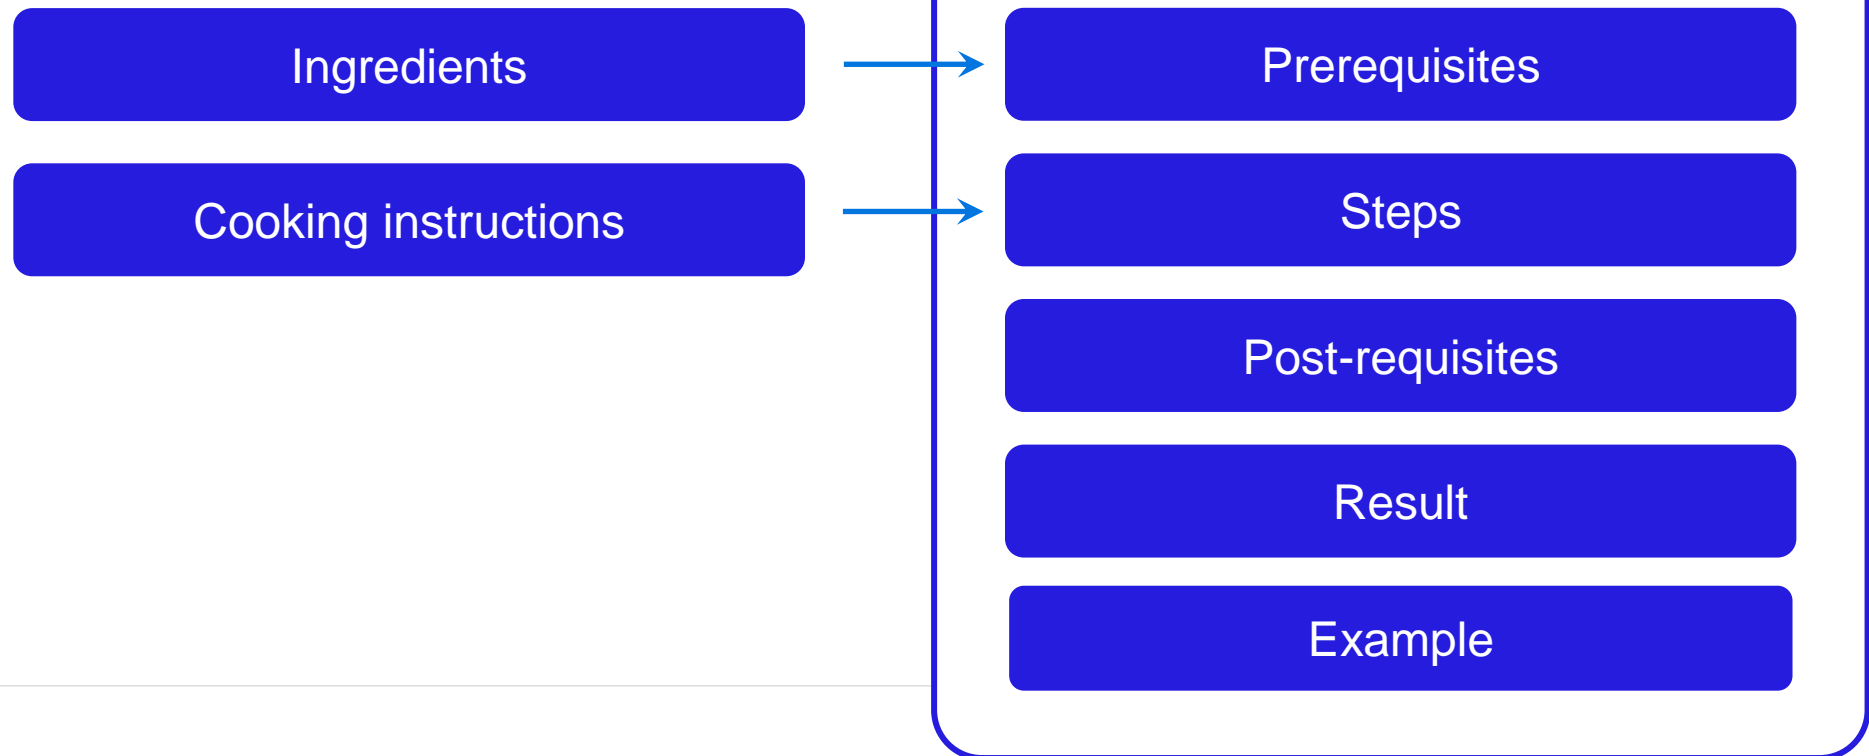 Ingredients
Prerequisites
Cooking instructions
Steps
Post-requisites
Result
Example